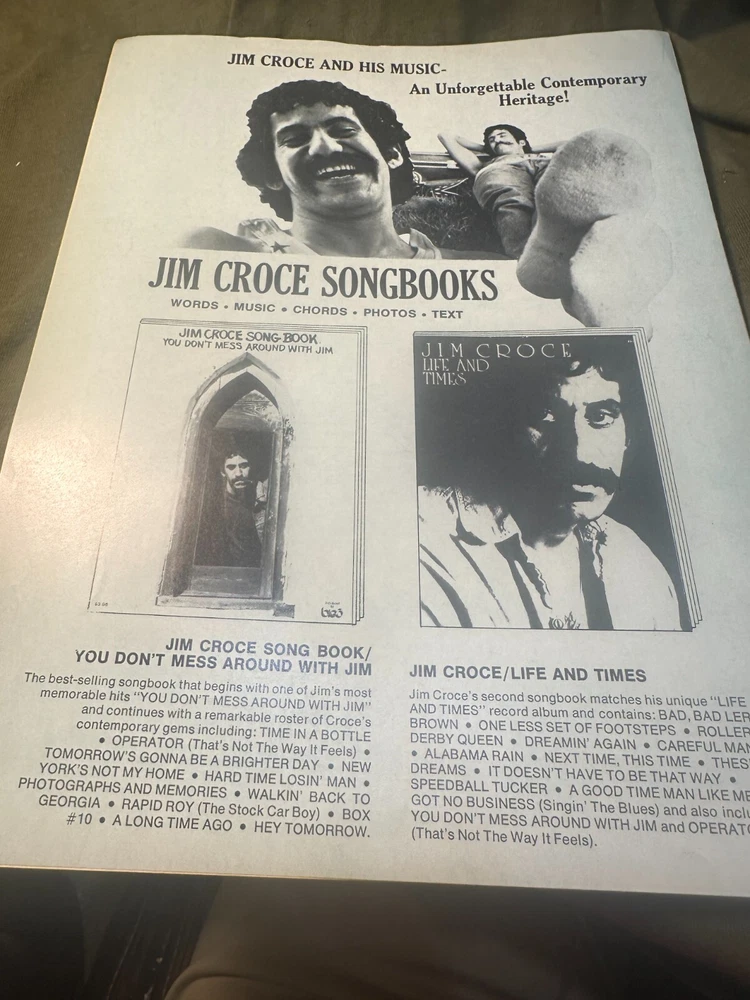 JIM CROCE AND HIS MUSIC-
An Unforgettable Contemporary
Heritage!
JIM CROCE SONGBOOKS
WORDS • MUSIC • CHORDS • PHOTOS • TEXT
JIM CROCE SONG BOOK
YOU DON'T MESS AROUND WITH JIM
big3
JIM CROCE
LIFE AND
TIMES
JIM CROCE SONG BOOK/
YOU DON'T MESS AROUND WITH JIM
The best-selling songbook that begins with one of Jim's most
memorable hits "YOU DON'T MESS AROUND WITH JIM"
and continues with a remarkable roster of Croce's
contemporary gems including: TIME IN A BOTTLE
• OPERATOR (That's Not The Way It Feels) •
TOMORROW'S GONNA BE A BRIGHTER DAY • NEW
YORK'S NOT MY HOME • HARD TIME LOSIN' MAN •
PHOTOGRAPHS AND MEMORIES • WALKIN' BACK TO
GEORGIA • RAPID ROY (The Stock Car Boy) • BOX
#10 • A LONG TIME AGO • HEY TOMORROW.
JIM CROCE/LIFE AND TIMES
Jim Croce's second songbook matches his unique "LIFE
AND TIMES" record album and contains: BAD, BAD LER
BROWN • ONE LESS SET OF FOOTSTEPS • ROLLER
DERBY QUEEN • DREAMIN' AGAIN • CAREFUL MAN
• ALABAMA RAIN • NEXT TIME, THIS TIME • THES
DREAMS • IT DOESN'T HAVE TO BE THAT WAY •
SPEEDBALL TUCKER • A GOOD TIME MAN LIKE ME
GOT NO BUSINESS (Singin' The Blues) and also inclu
YOU DON'T MESS AROUND WITH JIM and OPERATO
(That's Not The Way It Feels).